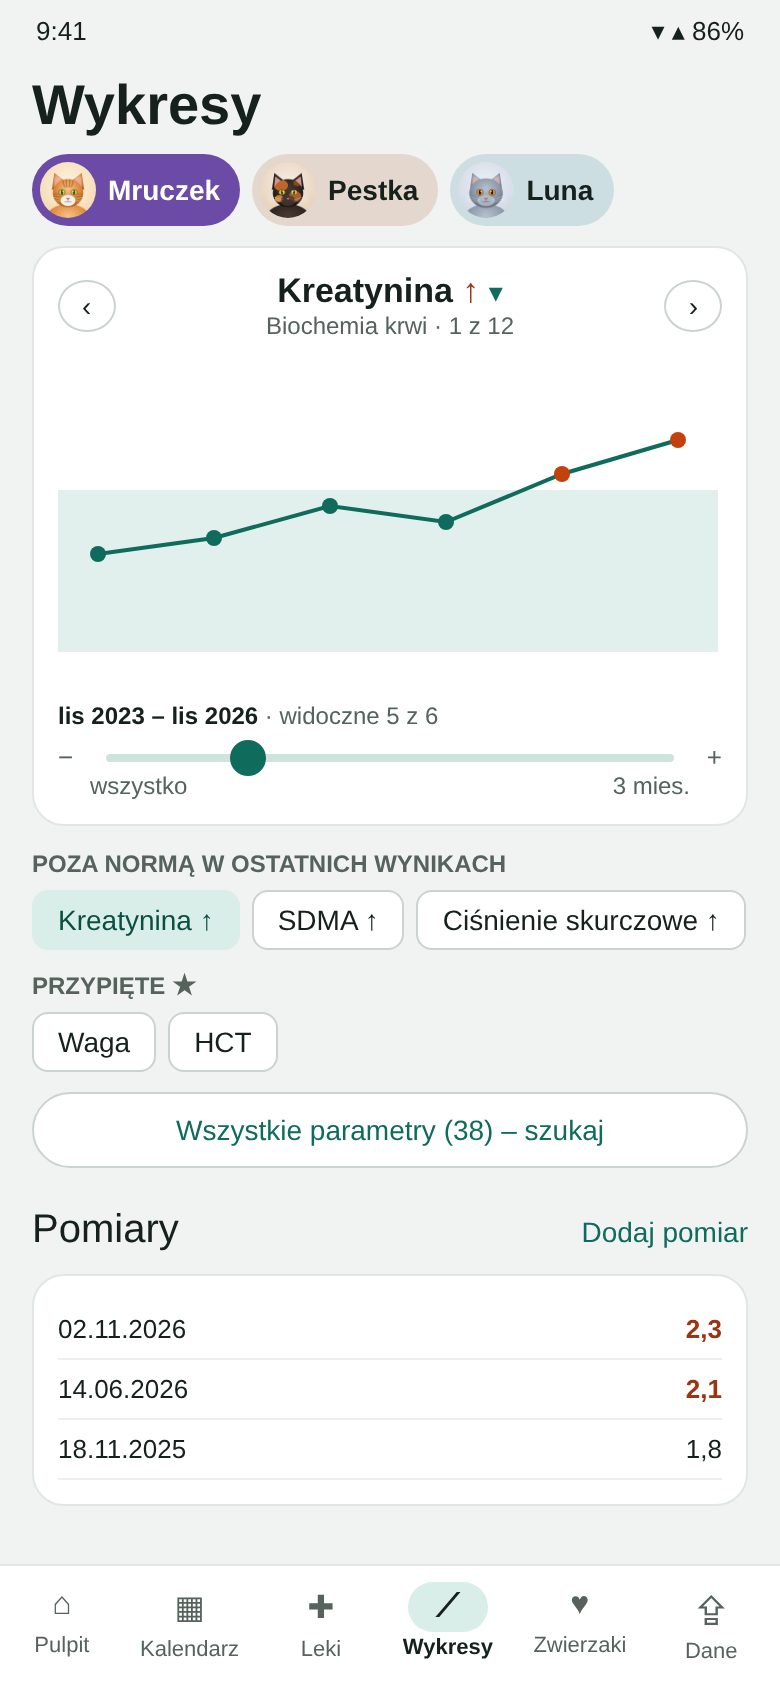 9:41 ▾ ▴ 86%
Wykresy
Mruczek Pestka Luna
‹ Kreatynina ↑ ▾ ›
Biochemia krwi · 1 z 12
lis 2023 – lis 2026 · widoczne 5 z 6
− +
wszystko 3 mies.
POZA NORMĄ W OSTATNICH WYNIKACH
Kreatynina ↑ SDMA ↑ Ciśnienie skurczowe ↑
PRZYPIĘTE ★
Waga HCT
Wszystkie parametry (38) – szukaj
Pomiary Dodaj pomiar
02.11.2026 2,3
14.06.2026 2,1
18.11.2025 1,8
Pulpit Kalendarz Leki Wykresy Zwierzaki Dane